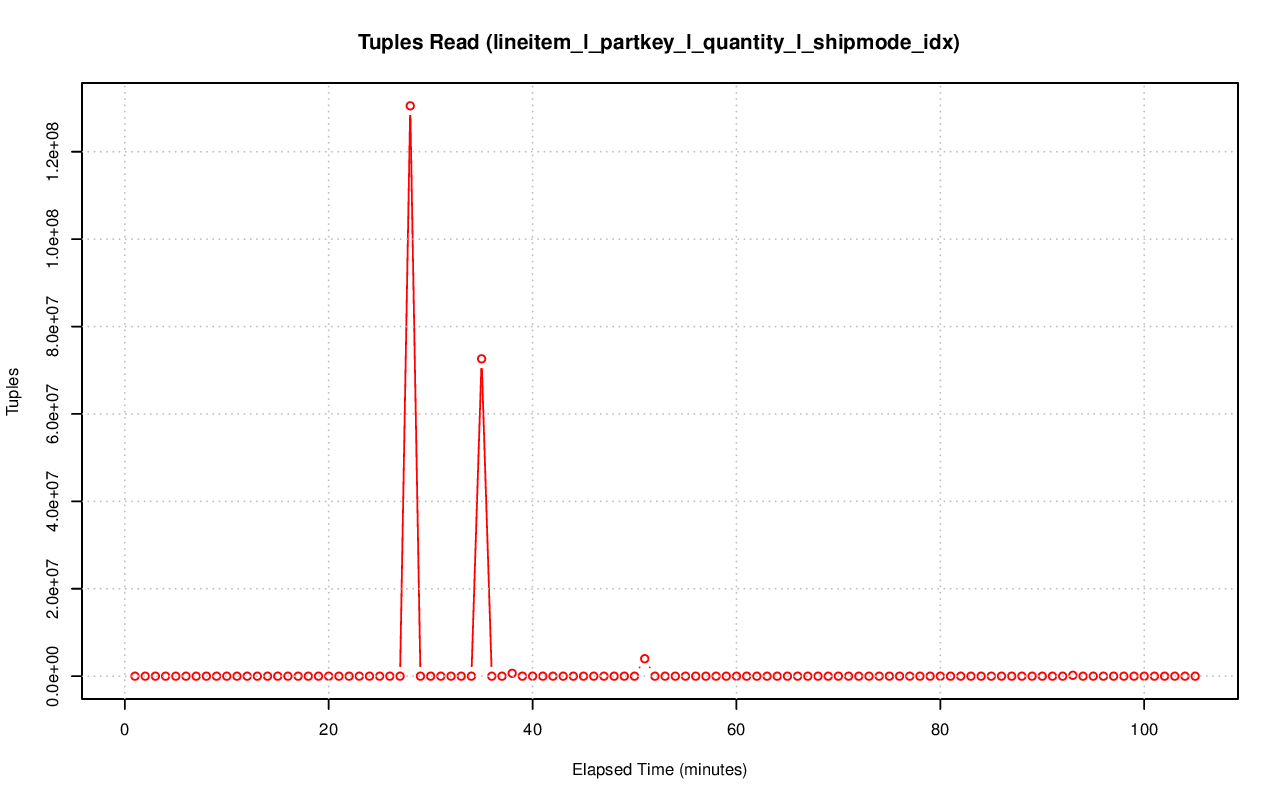 Tuples Read (lineitem_l_partkey_l_quantity_l_shipmode_idx)
1.2e+08
1.0e+08
8.0e+07
6.0e+07
4.0e+07
2.0e+07
0.0e+00
Tuples
0 20 40 60 80 100
Elapsed Time (minutes)